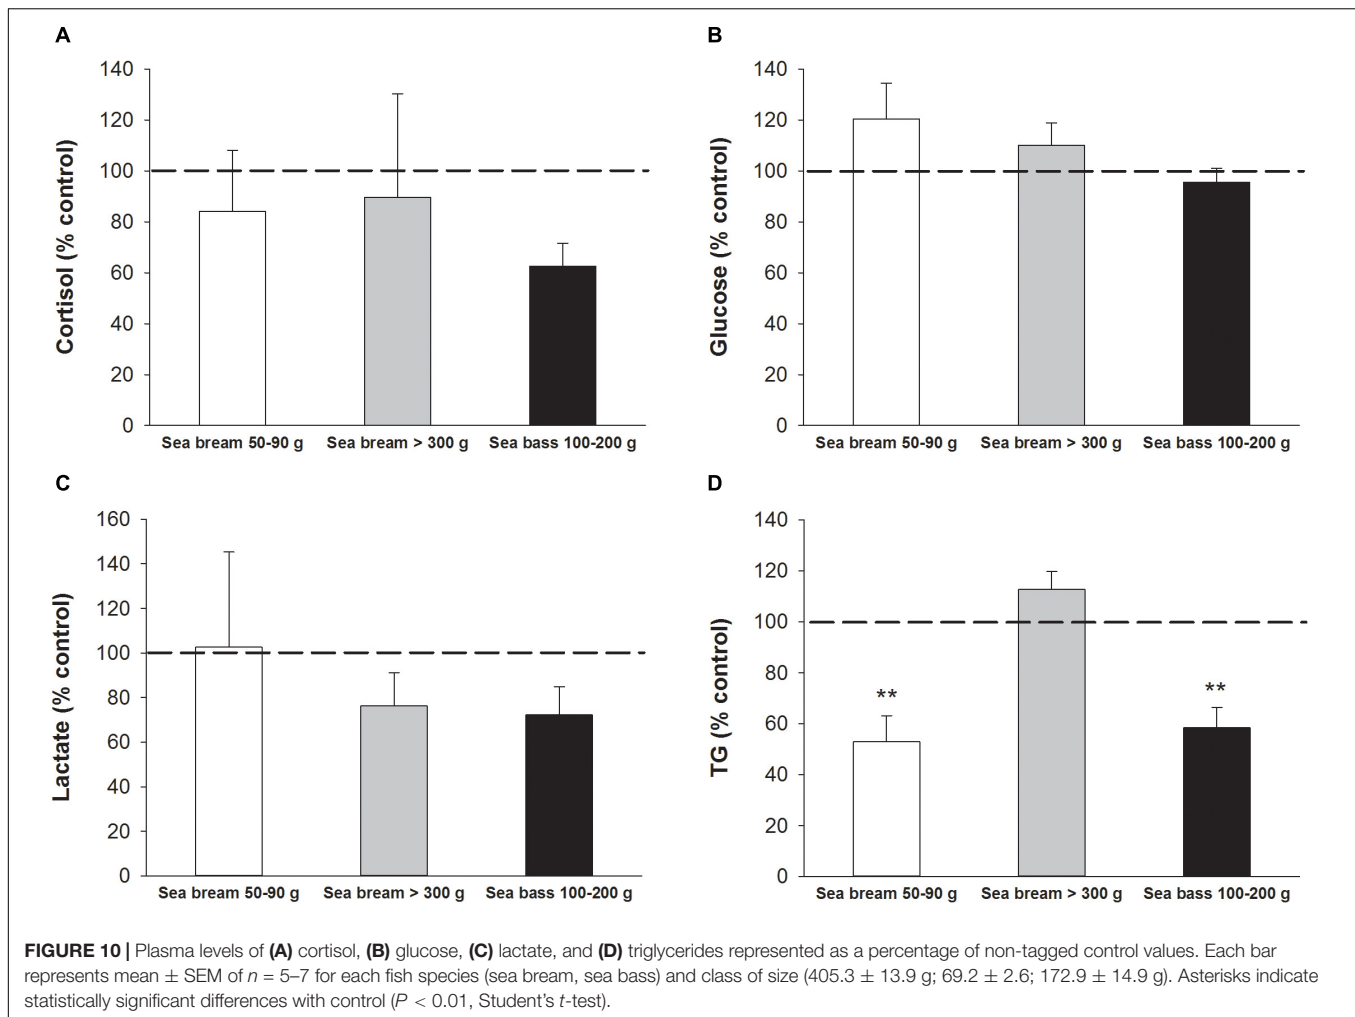 A
Cortisol (% control)
140
120
100
80
60
40
20
0
Sea bream 50-90 g
Sea bream > 300 g
Sea bass 100-200 g
B
Glucose (% control)
140
120
100
80
60
40
20
0
Sea bream 50-90 g
Sea bream > 300 g
Sea bass 100-200 g
C
Lactate (% control)
160
140
120
100
80
60
40
20
0
Sea bream 50-90 g
Sea bream > 300 g
Sea bass 100-200 g
D
TG (% control)
140
120
100
80
60
40
20
0
**
**
Sea bream 50-90 g
Sea bream > 300 g
Sea bass 100-200 g
FIGURE 10 | Plasma levels of (A) cortisol, (B) glucose, (C) lactate, and (D) triglycerides represented as a percentage of non-tagged control values. Each bar
represents mean ± SEM of n = 5–7 for each fish species (sea bream, sea bass) and class of size (405.3 ± 13.9 g; 69.2 ± 2.6; 172.9 ± 14.9 g). Asterisks indicate
statistically significant differences with control (P < 0.01, Student's t-test).